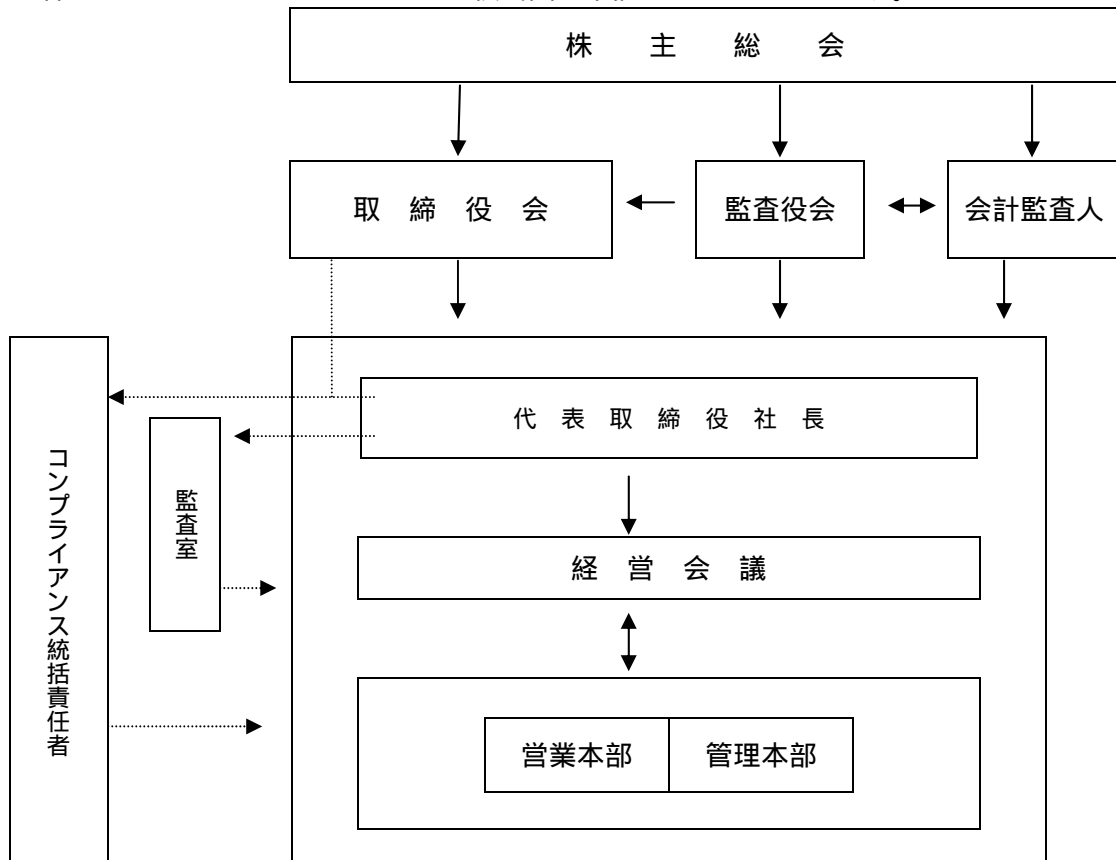 株 主 総 会
取 締 役 会
監査役会
会計監査人
代 表 取 締 役 社 長
コンプライアンス統括責任者
監査室
経 営 会 議
営業本部
管理本部